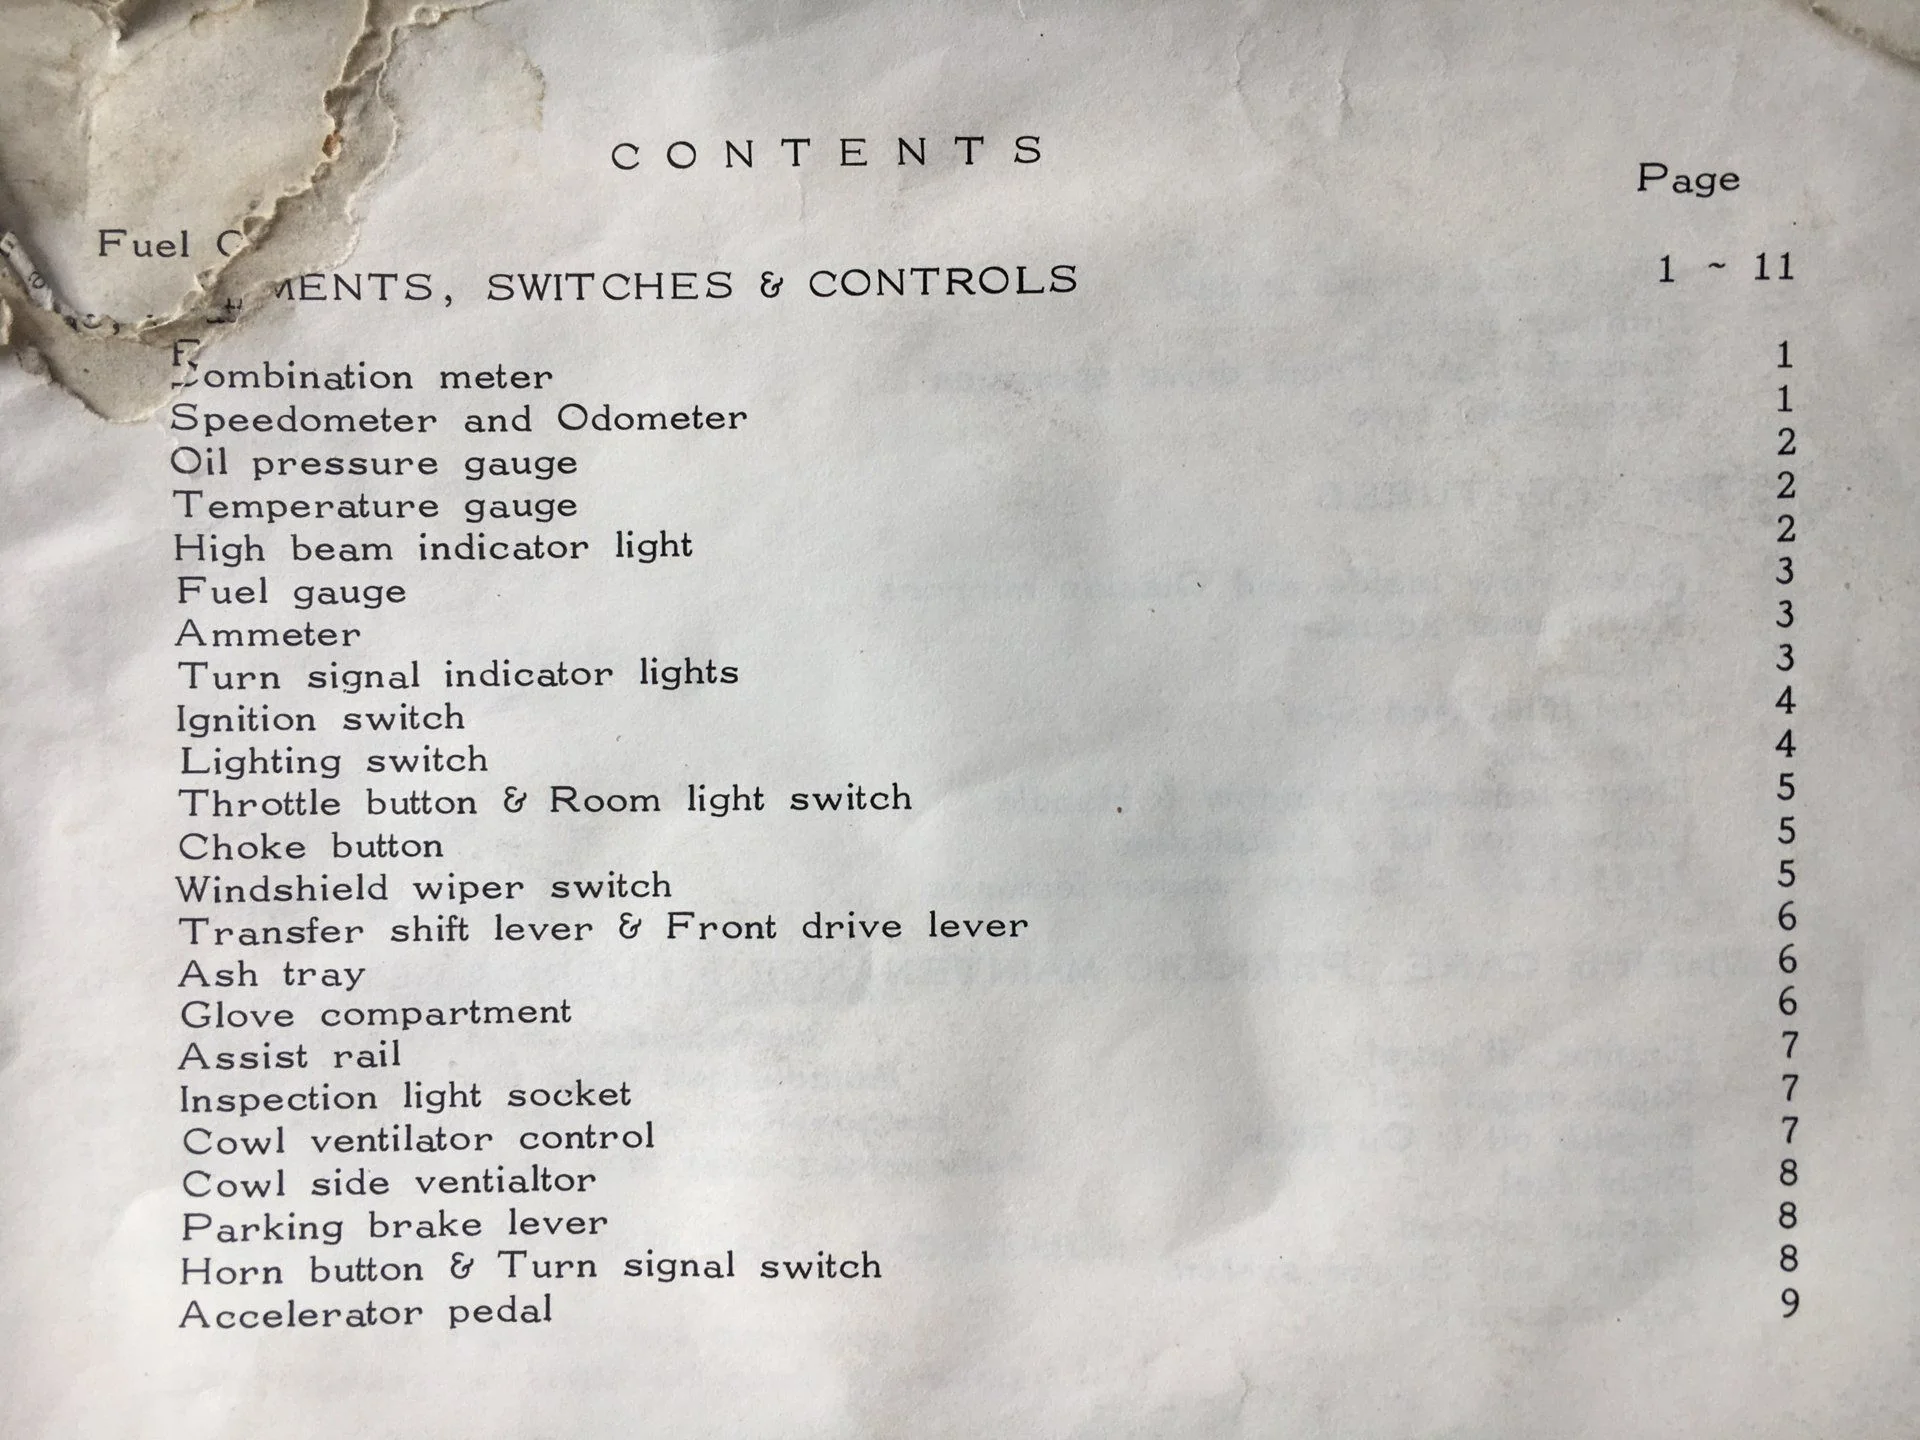 CONTENTS
Page
Fuel
MENTS, SWITCHES & CONTROLS 1 ~ 11
ombination meter 1
Speedometer and Odometer 1
Oil pressure gauge 2
Temperature gauge 2
High beam indicator light 2
Fuel gauge 3
Ammeter 3
Turn signal indicator lights 3
Ignition switch 4
Lighting switch 4
Throttle button & Room light switch 5
Choke button 5
Windshield wiper switch 5
Transfer shift lever & Front drive lever 6
Ash tray 6
Glove compartment 6
Assist rail 7
Inspection light socket 7
Cowl ventilator control 7
Cowl side ventialtor 8
Parking brake lever 8
Horn button & Turn signal switch 8
Accelerator pedal 9